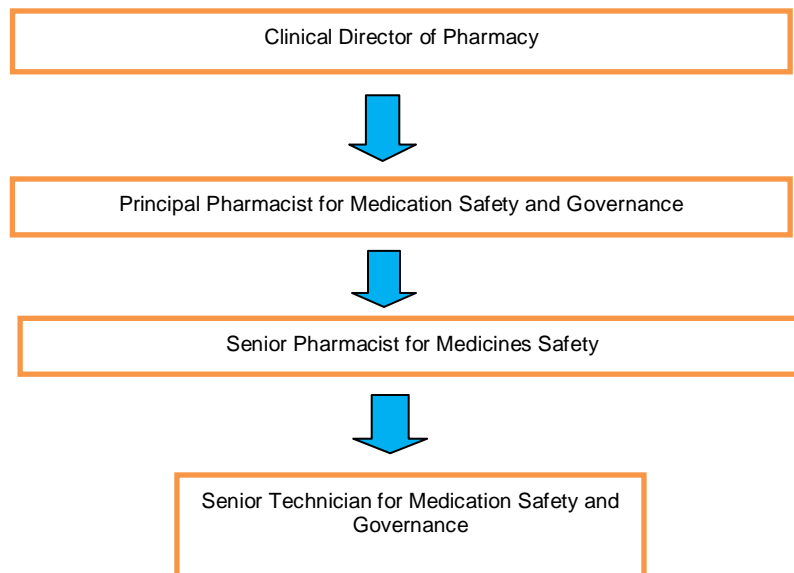 Clinical Director of Pharmacy
Principal Pharmacist for Medication Safety and Governance
Senior Pharmacist for Medicines Safety
Senior Technician for Medication Safety and
Governance